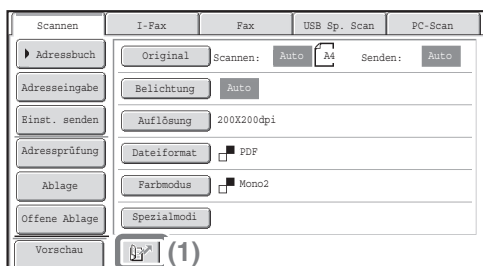 Scannen I-Fax Fax USB Sp. Scan PC-Scan
Adressbuch Original Scannen: Auto A4 Senden: Auto
Adresseingabe Belichtung Auto
Einst. senden Auflösung 200X200dpi
Adressprüfung Dateiformat PDF
Ablage Farbmodus Mono2
Offene Ablage Spezialmodi
Vorschau (1)